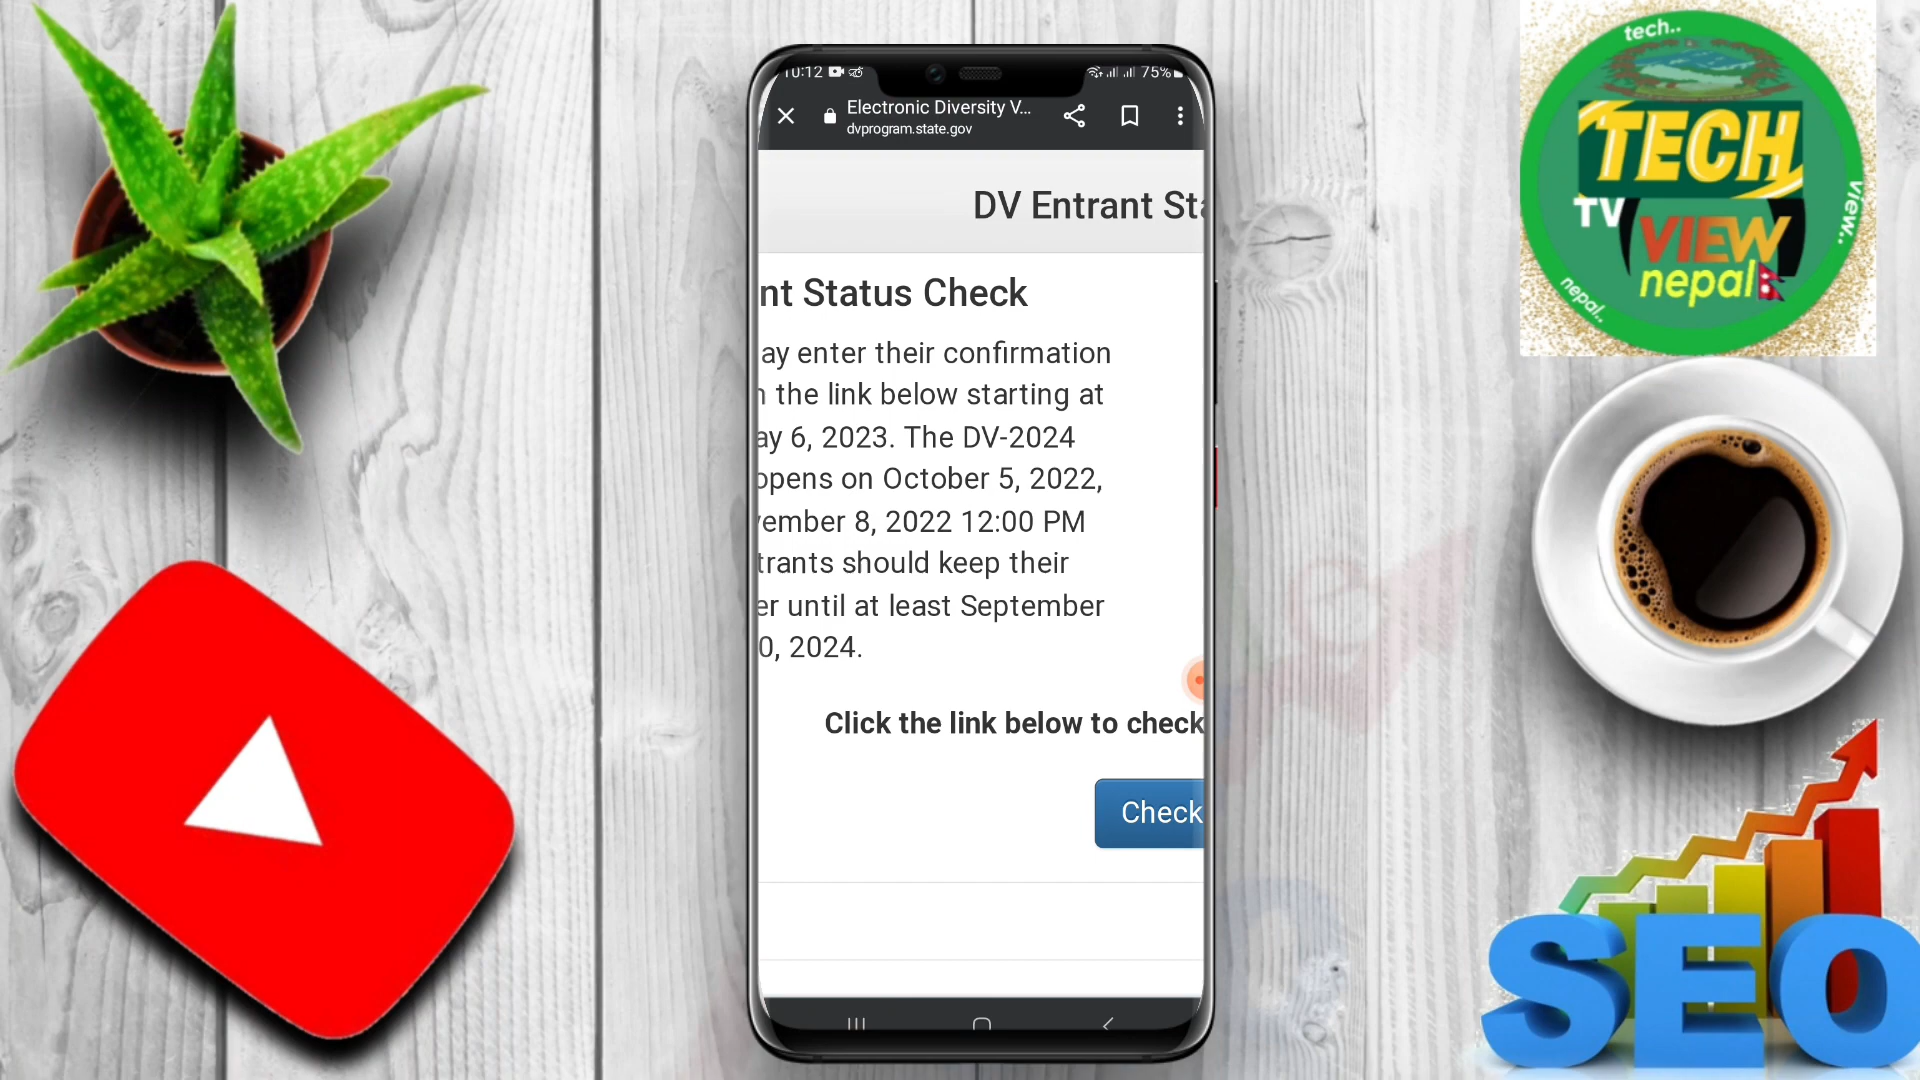 10:12
75%
Electronic Diversity V...
dvprogram.state.gov
DV Entrant Sta
nt Status Check
ay enter their confirmation
n the link below starting at
ay 6, 2023. The DV-2024
opens on October 5, 2022,
vember 8, 2022 12:00 PM
trants should keep their
er until at least September
0, 2024.
Click the link below to check
Check
tech..
TECH
TV
VIEW
nepal
view..
nepal..
SEO